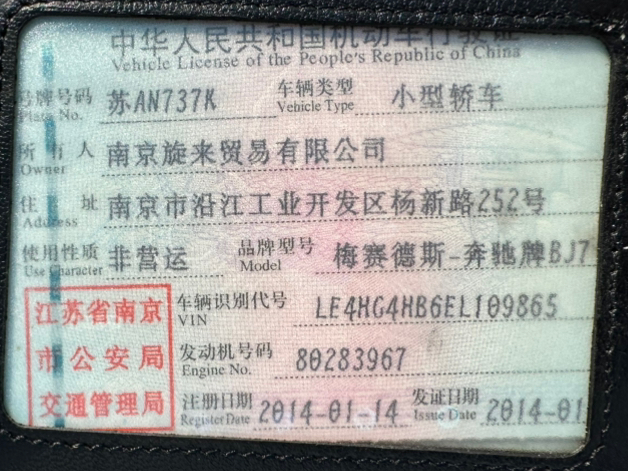 中华人民共和国机动车行驶证
Vehicle License of the People's Republic of China
号牌号码 苏AN737K 车辆类型 小型轿车
Plate No. Vehicle Type
所有人 南京旋来贸易有限公司
Owner
住址 南京市沿江工业开发区杨新路252号
Address
使用性质 非营运 品牌型号 梅赛德斯-奔驰牌BJ7
Use Character Model
江苏省南京
市公安局
交通管理局
车辆识别代号 LE4HG4HB6EL109865
VIN
发动机号码 80283967
Engine No.
注册日期 2014-01-14 发证日期 2014-01
Register Date Issue Date